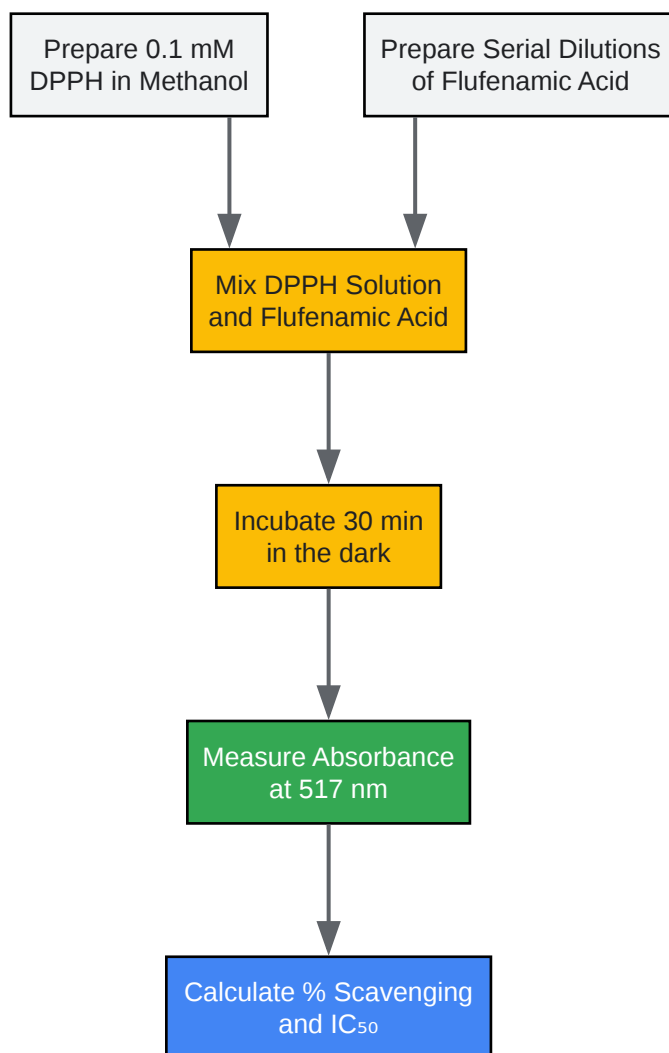 Prepare 0.1 mM
DPPH in Methanol
Prepare Serial Dilutions
of Flufenamic Acid
Mix DPPH Solution
and Flufenamic Acid
Incubate 30 min
in the dark
Measure Absorbance
at 517 nm
Calculate % Scavenging
and IC₅₀